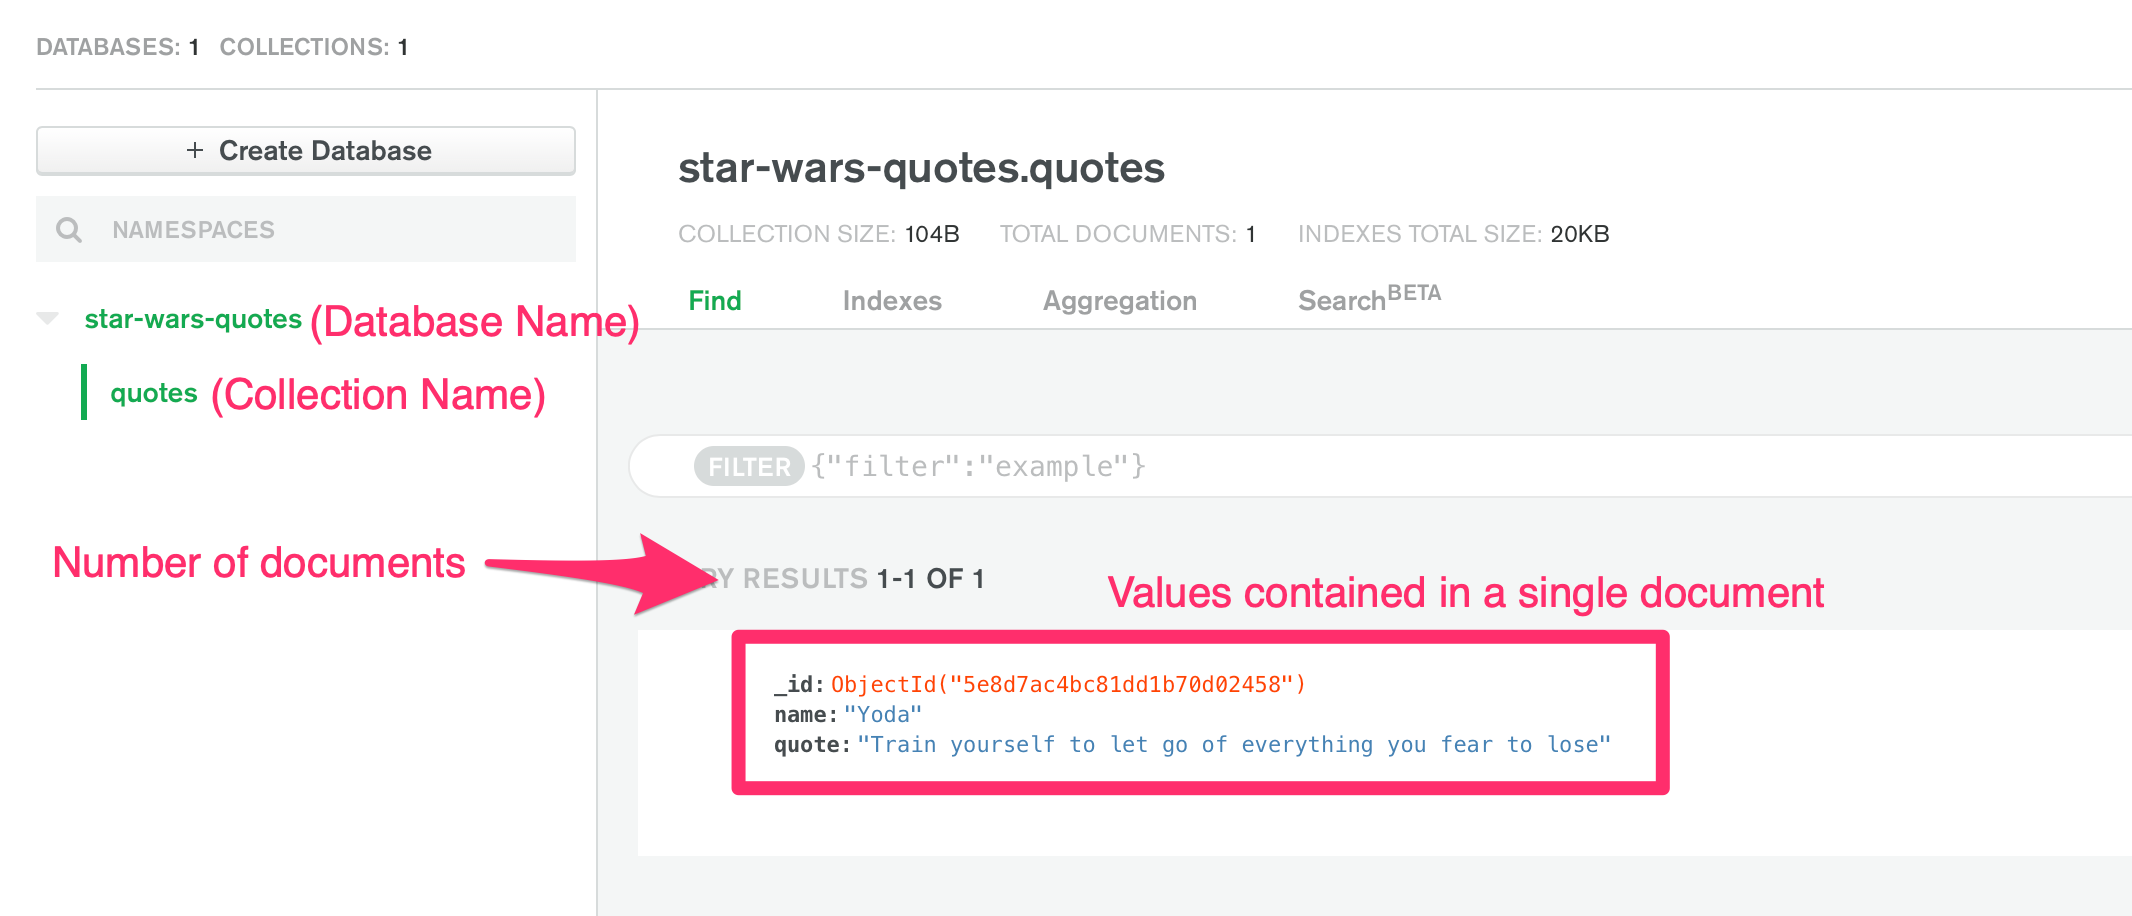 DATABASES: 1 COLLECTIONS: 1
+ Create Database
NAMESPACES
star-wars-quotes (Database Name)
quotes (Collection Name)
star-wars-quotes.quotes
COLLECTION SIZE: 104B TOTAL DOCUMENTS: 1 INDEXES TOTAL SIZE: 20KB
Find Indexes Aggregation Search BETA
FILTER {"filter":"example"}
Number of documents
RY RESULTS 1-1 OF 1
Values contained in a single document
_id: ObjectId("5e8d7ac4bc81dd1b70d02458")
name: "Yoda"
quote: "Train yourself to let go of everything you fear to lose"